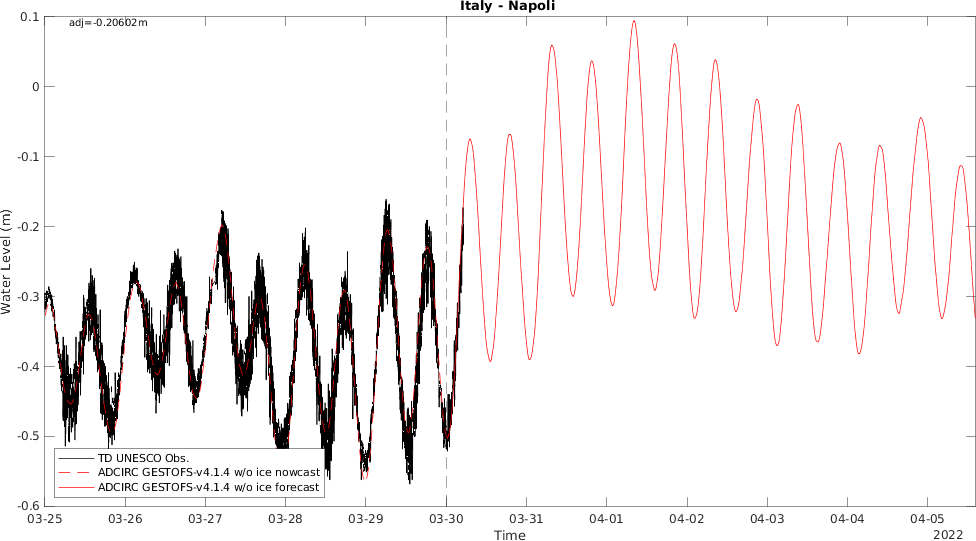 Italy - Napoli
adj=-0.20602m
0.1
0
-0.1
-0.2
-0.3
-0.4
-0.5
-0.6
Water Level (m)
TD UNESCO Obs.
ADCIRC GESTOFS-v4.1.4 w/o ice nowcast
ADCIRC GESTOFS-v4.1.4 w/o ice forecast
03-25 03-26 03-27 03-28 03-29 03-30 03-31 04-01 04-02 04-03 04-04 04-05
Time
2022